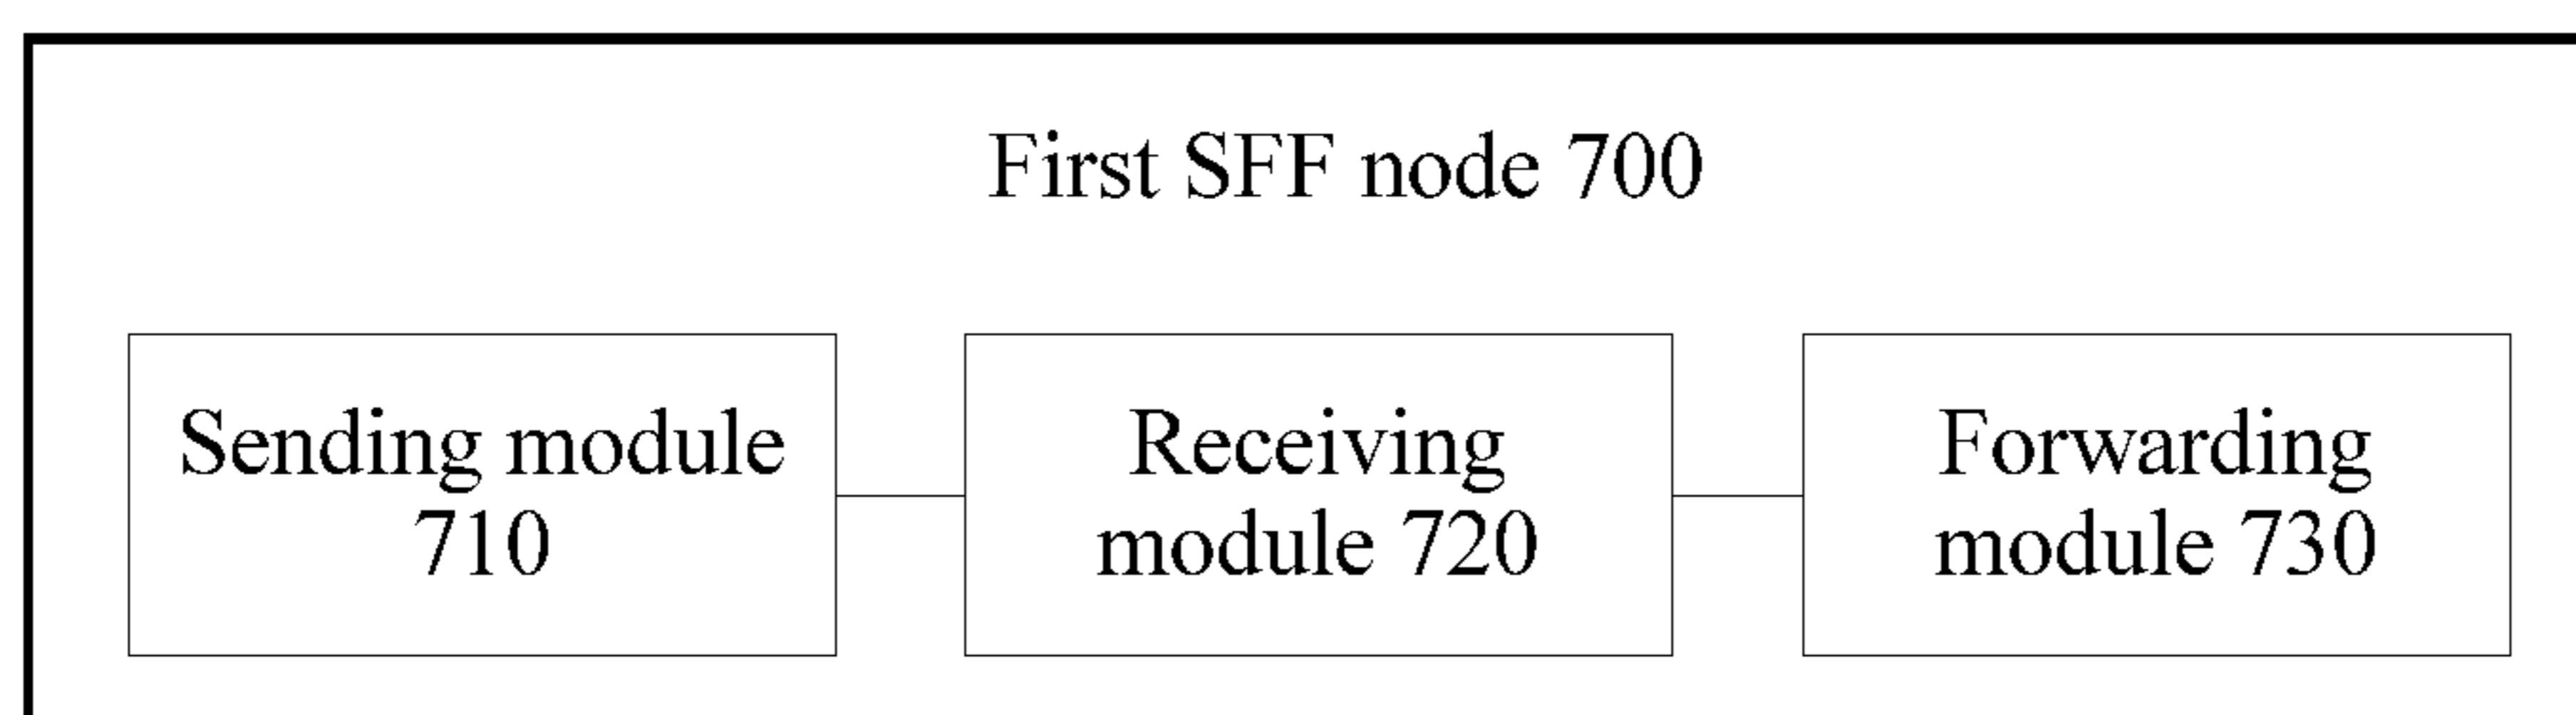 First SFF node 700
Sending module
710
Receiving
module 720
Forwarding
module 730